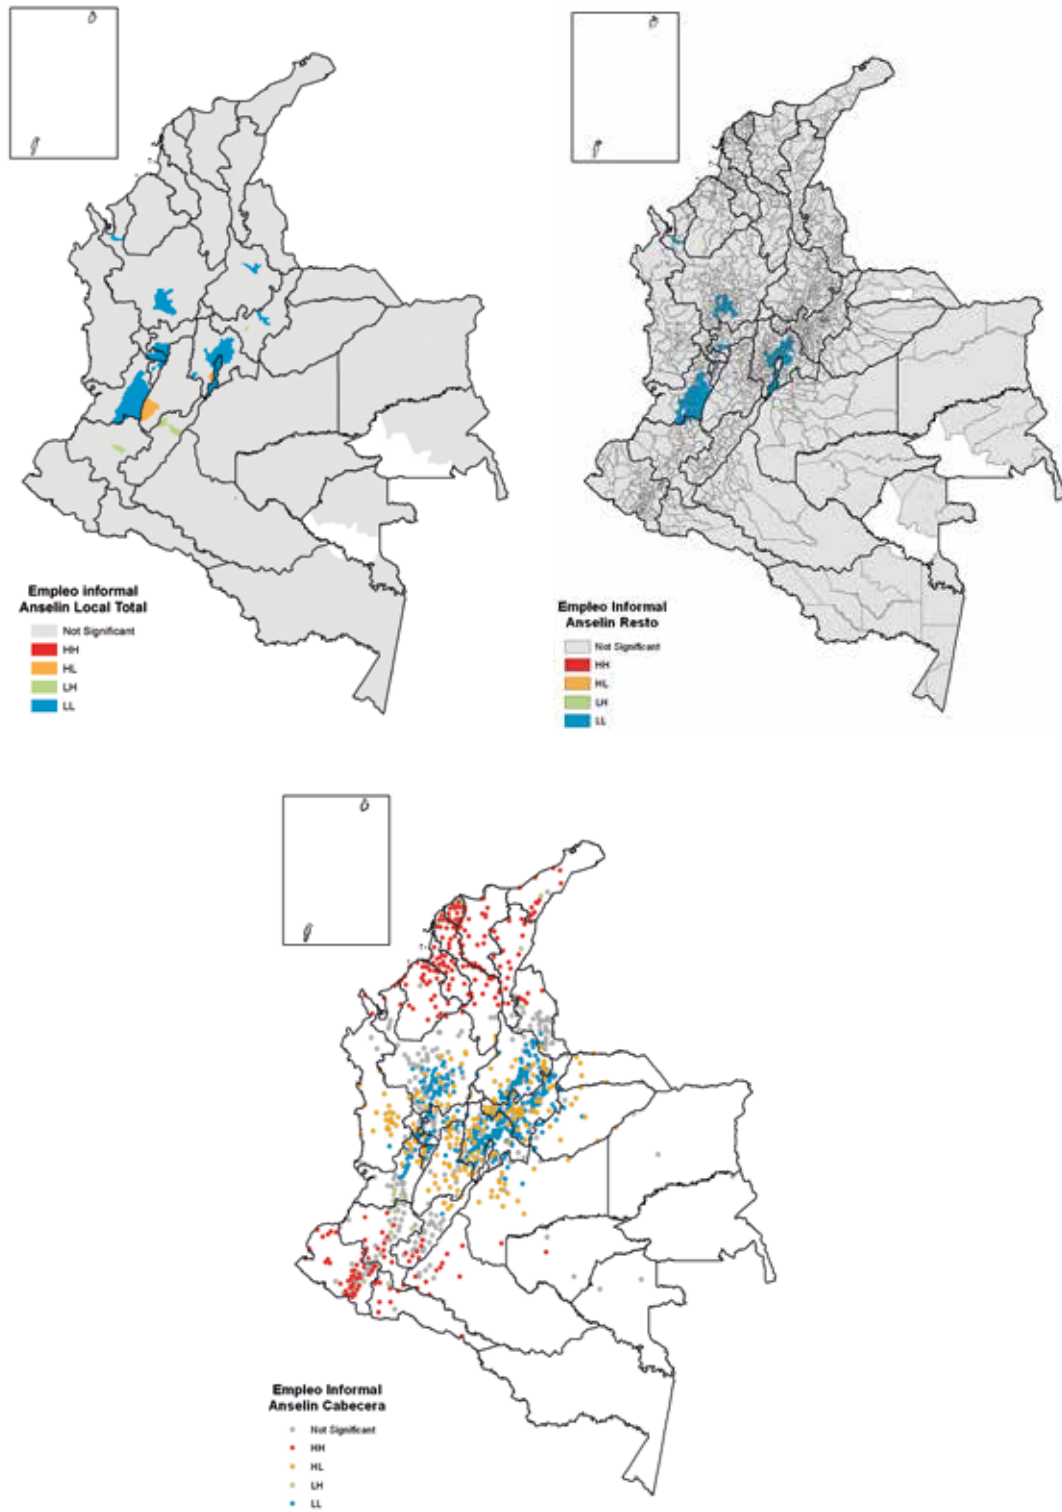 Empleo informal
Anselin Local Total
Not Significant
HH
HL
LH
LL
Empleo Informal
Anselin Resto
Not Significant
HH
HL
LH
LL
Empleo Informal
Anselin Cabecera
Not Significant
HH
HL
LH
LL